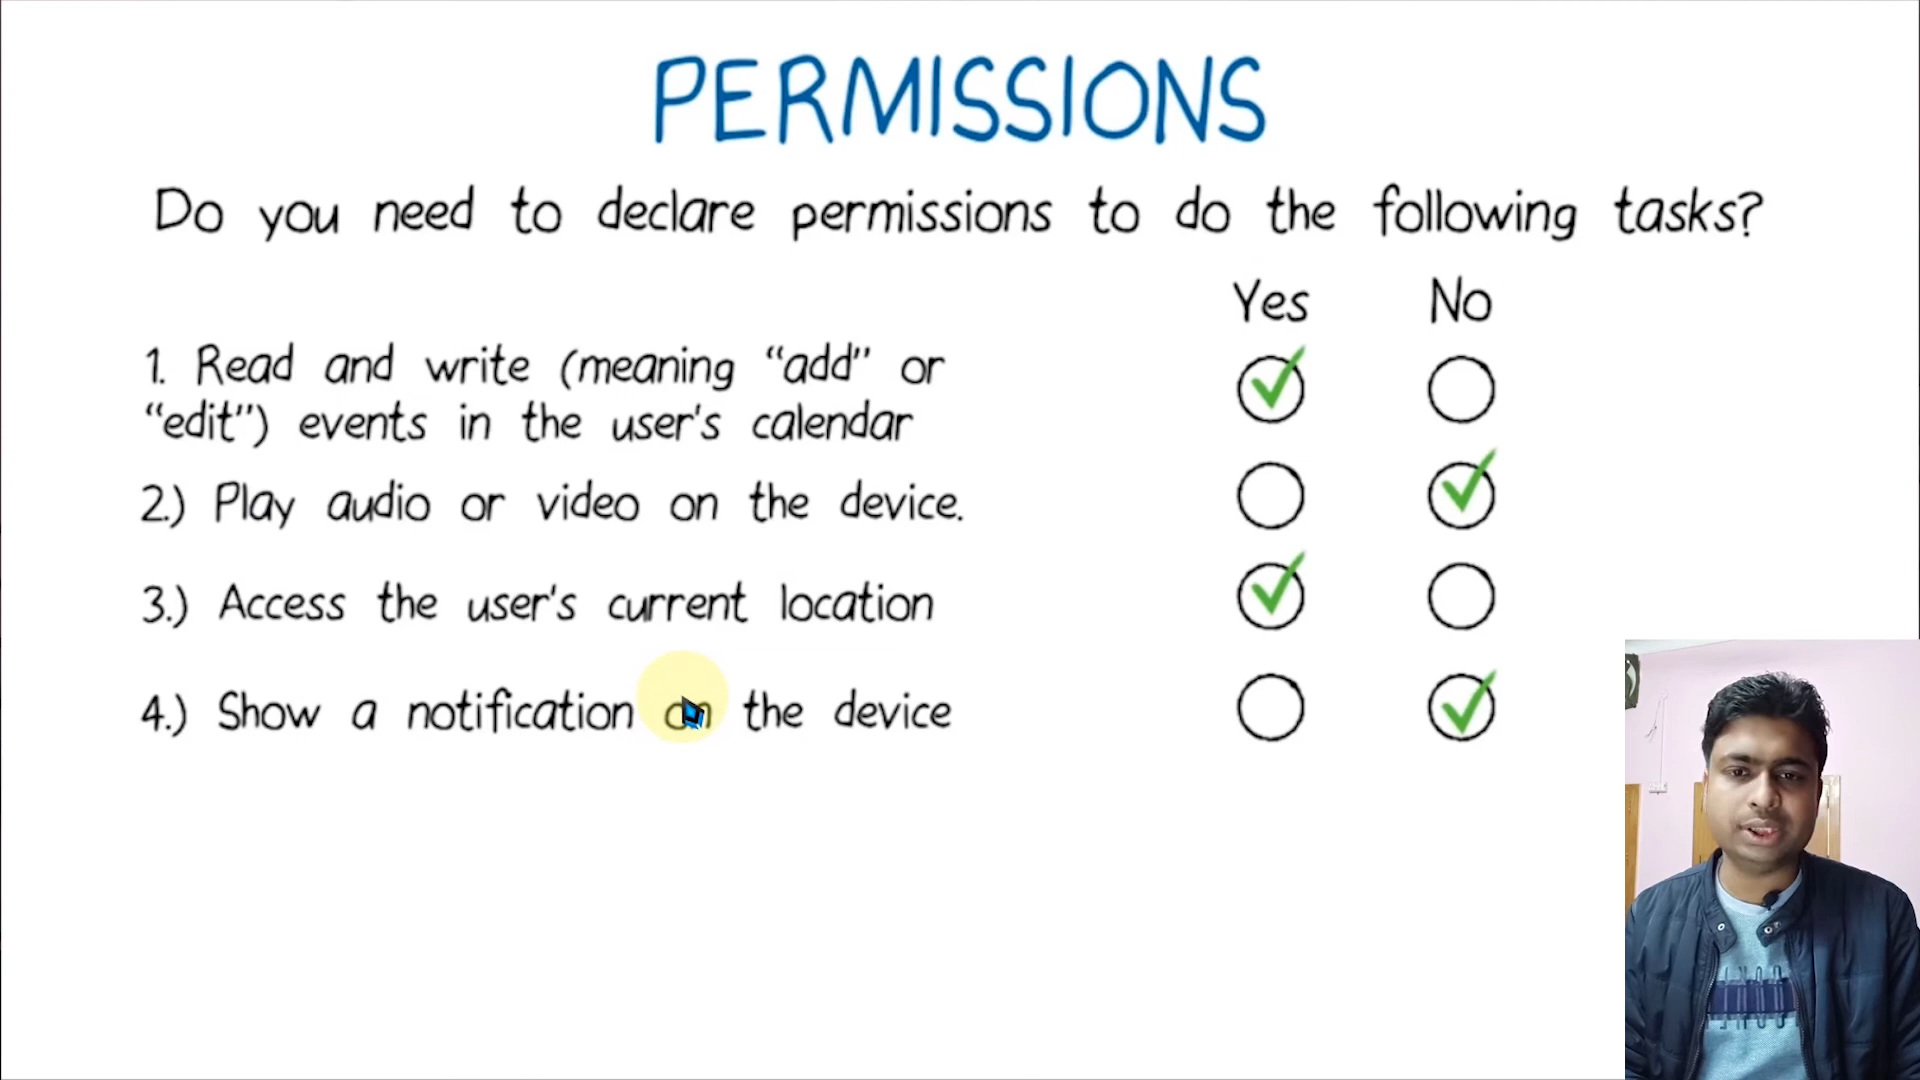 PERMISSIONS
Do you need to declare permissions to do the following tasks?
Yes No
1. Read and write (meaning “add” or
“edit”) events in the user's calendar
2.) Play audio or video on the device.
3.) Access the user's current location
4.) Show a notification on the device